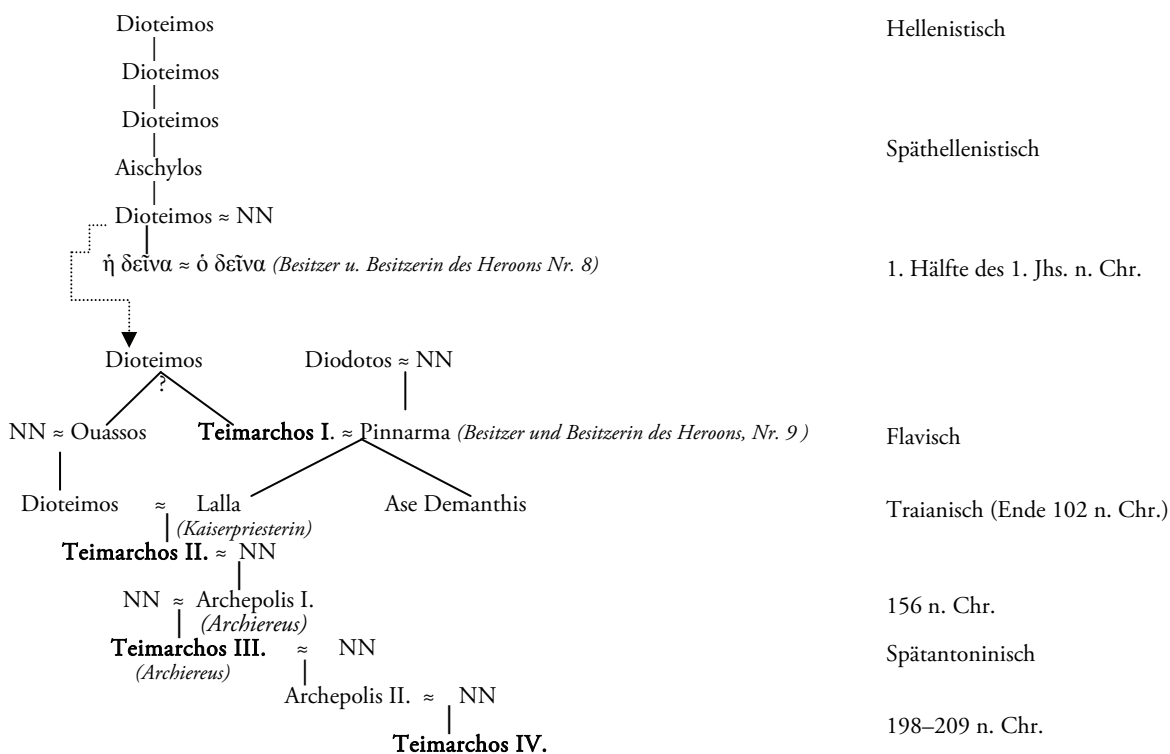 Dioteimos Hellenistisch
Dioteimos
Dioteimos
Späthellenistisch
Aischylos
Dioteimos ≈ NN
ἡ δεῖνα ≈ ὁ δεῖνα (Besitzer u. Besitzerin des Heroons Nr. 8) 1. Hälfte des 1. Jhs. n. Chr.
Dioteimos Diodotos ≈ NN
?
NN ≈ Ouassos Teimarchos I. ≈ Pinnarma (Besitzer und Besitzerin des Heroons, Nr. 9 ) Flavisch
Dioteimos ≈ Lalla Ase Demanthis Traianisch (Ende 102 n. Chr.)
(Kaiserpriesterin)
Teimarchos II. ≈ NN
NN ≈ Archepolis I. 156 n. Chr.
(Archiereus)
Teimarchos III. ≈ NN Spätantoninisch
(Archiereus)
Archepolis II. ≈ NN
198–209 n. Chr.
Teimarchos IV.